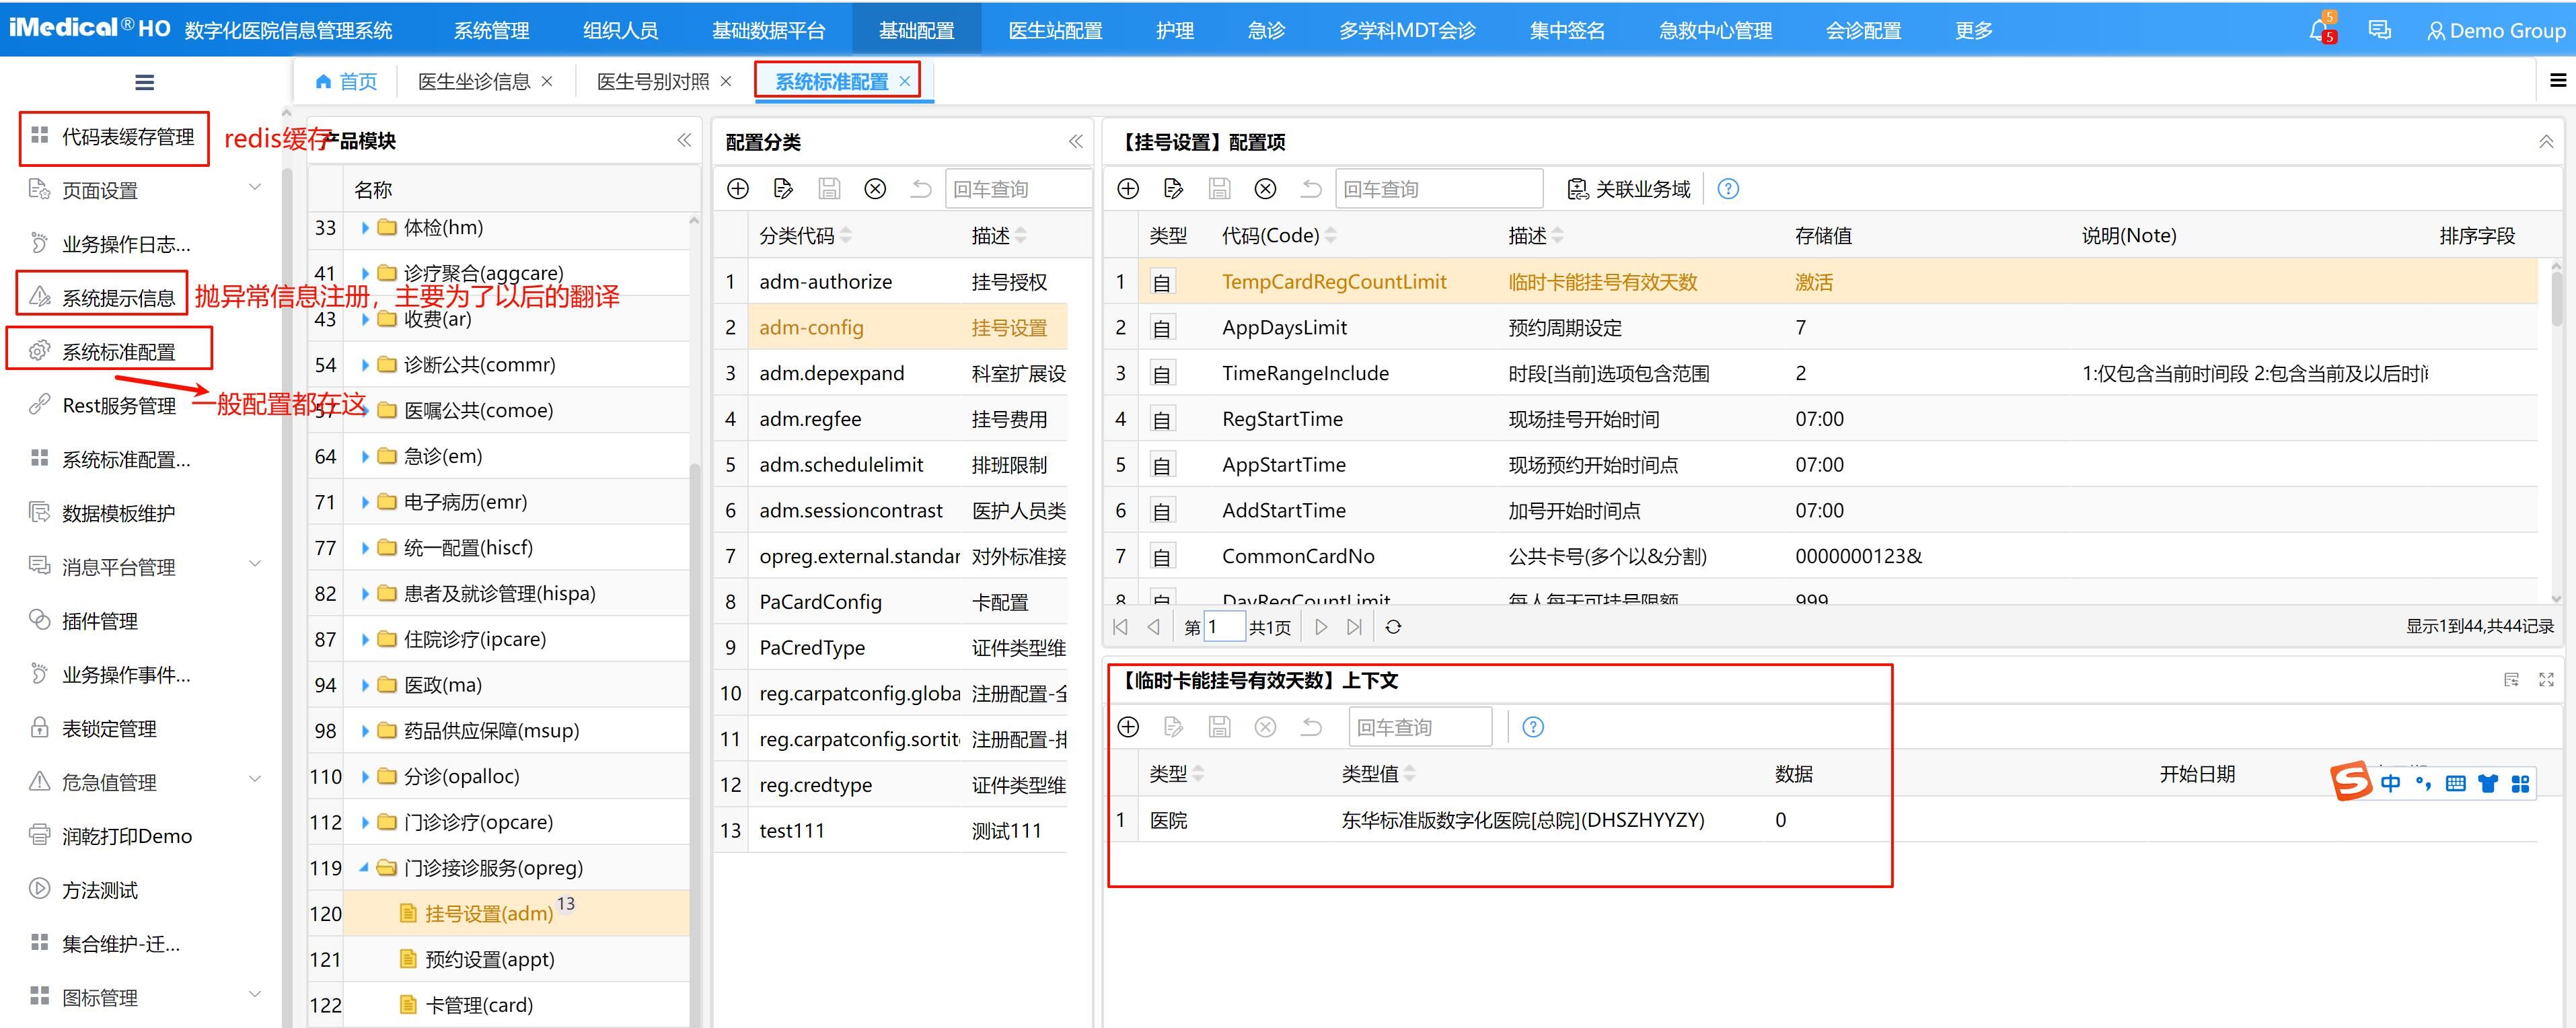 iMedical® HO 数字化医院信息管理系统 系统管理 组织人员 基础数据平台 基础配置 医生站配置 护理 急诊 多学科MDT会诊 集中签名 急救中心管理 会诊配置 更多 5 5 Demo Group
首页 医生坐诊信息 × 医生号别对照 × 系统标准配置 ×
代码表缓存管理
redis缓存
页面设置
业务操作日志...
系统提示信息
抛异常信息注册，主要为了以后的翻译
系统标准配置
一般配置都在这
Rest服务管理
系统标准配置...
数据模板维护
消息平台管理
插件管理
业务操作事件...
表锁定管理
危急值管理
润乾打印Demo
方法测试
集合维护-迁...
图标管理
产品模块
名称
33 体检(hm)
41 诊疗聚合(aggcare)
43 收费(ar)
54 诊断公共(commr)
57 医嘱公共(comoe)
64 急诊(em)
71 电子病历(emr)
77 统一配置(hiscf)
82 患者及就诊管理(hispa)
87 住院诊疗(ipcare)
94 医政(ma)
98 药品供应保障(msup)
110 分诊(opalloc)
112 门诊诊疗(opcare)
119 门诊接诊服务(opreg)
120 挂号设置(adm) 13
121 预约设置(appt)
122 卡管理(card)
配置分类
回车查询
分类代码 描述
1 adm-authorize 挂号授权
2 adm-config 挂号设置
3 adm.depexpand 科室扩展设
4 adm.regfee 挂号费用
5 adm.schedulelimit 排班限制
6 adm.sessioncontrast 医护人员类
7 opreg.external.standar 对外标准接
8 PaCardConfig 卡配置
9 PaCredType 证件类型维
10 reg.carpatconfig.globa 注册配置-全
11 reg.carpatconfig.sortit 注册配置-排
12 reg.credtype 证件类型维
13 test111 测试111
【挂号设置】配置项
回车查询 关联业务域
类型 代码(Code) 描述 存储值 说明(Note) 排序字段
1 自 TempCardRegCountLimit 临时卡能挂号有效天数 激活
2 自 AppDaysLimit 预约周期设定 7
3 自 TimeRangeInclude 时段[当前]选项包含范围 2 1:仅包含当前时间段 2:包含当前及以后时间
4 自 RegStartTime 现场挂号开始时间 07:00
5 自 AppStartTime 现场预约开始时间点 07:00
6 自 AddStartTime 加号开始时间点 07:00
7 自 CommonCardNo 公共卡号(多个以&分割) 0000000123&
8 自 DayRegCountLimit 每人每天可挂号限额 999
第 1 共1页 显示1到44,共44记录
【临时卡能挂号有效天数】上下文
回车查询
类型 类型值 数据 开始日期
S 中
1 医院 东华标准版数字化医院[总院](DHSZHYYZY) 0